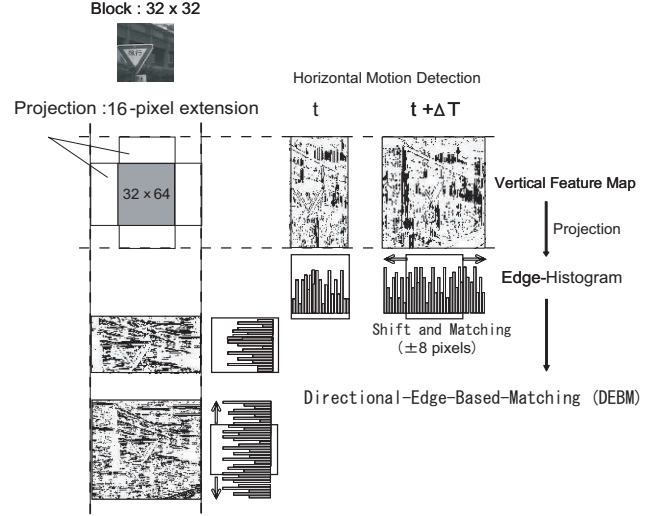 Block : 32 x 32
Horizontal Motion Detection
Projection :16-pixel extension
t
t +ΔT
32×64
Vertical Feature Map
Projection
Edge-Histogram
Shift and Matching
(±8 pixels)
Directional-Edge-Based-Matching (DEBM)